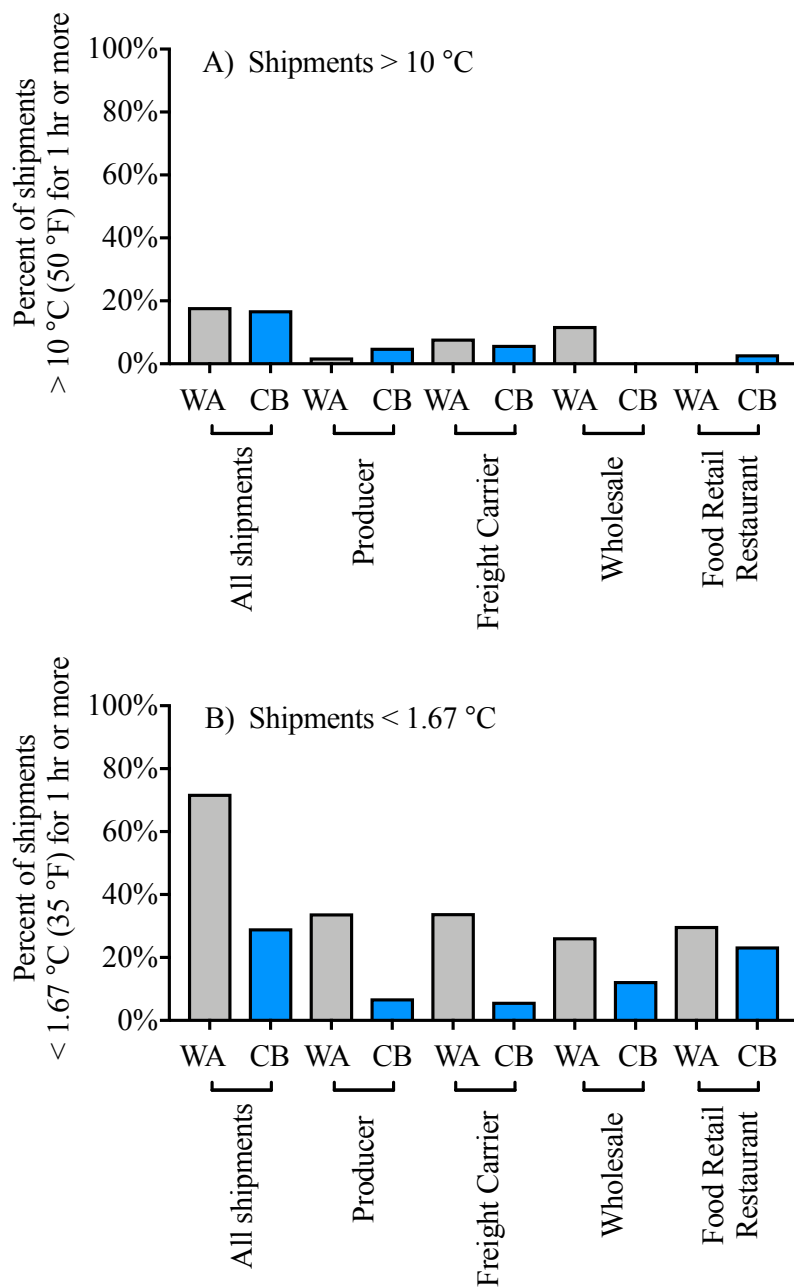 Percent of shipments
> 10 °C (50 °F) for 1 hr or more
A) Shipments > 10 °C
100%
80%
60%
40%
20%
0%
WA CB WA CB WA CB WA CB WA CB
All shipments
Producer
Freight Carrier
Wholesale
Food Retail
Restaurant
Percent of shipments
< 1.67 °C (35 °F) for 1 hr or more
B) Shipments < 1.67 °C
100%
80%
60%
40%
20%
0%
WA CB WA CB WA CB WA CB WA CB
All shipments
Producer
Freight Carrier
Wholesale
Food Retail
Restaurant